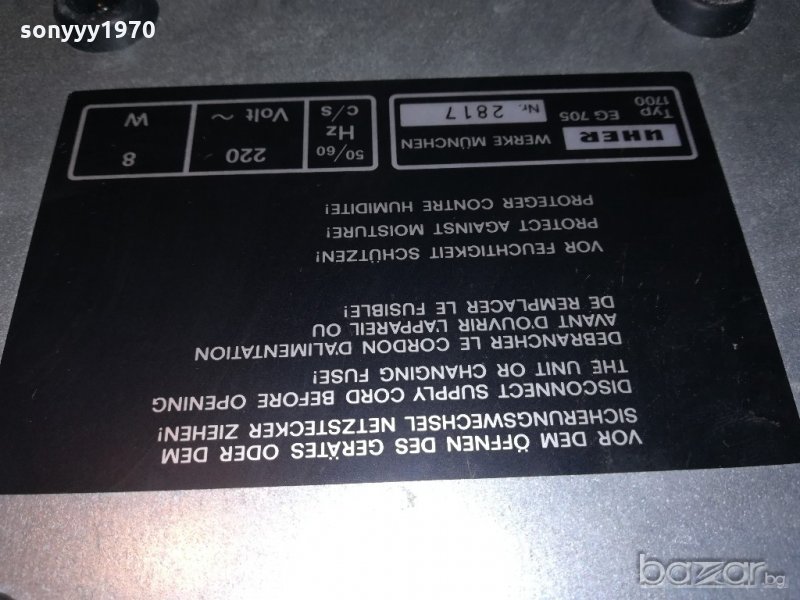 sonyyy1970
VOR DEM ÖFFNEN DES GERÄTES ODER DEM
SICHERUNGSWECHSEL NETZSTECKER ZIEHEN!
DISCONNECT SUPPLY CORD BEFORE OPENING
THE UNIT OR CHANGING FUSE!
DEBRANCHER LE CORDON D'ALIMENTATION
AVANT D'OUVRIR L'APPAREIL OU
DE REMPLACER LE FUSIBLE!
VOR FEUCHTIGKEIT SCHÜTZEN!
PROTECT AGAINST MOISTURE!
PROTEGER CONTRE HUMIDITE!
UHER WERKE MÜNCHEN
Typ EG 705 Nr. 2817
1700
50/60 220 8
Hz Volt ~ W
c/s
bazar.bg